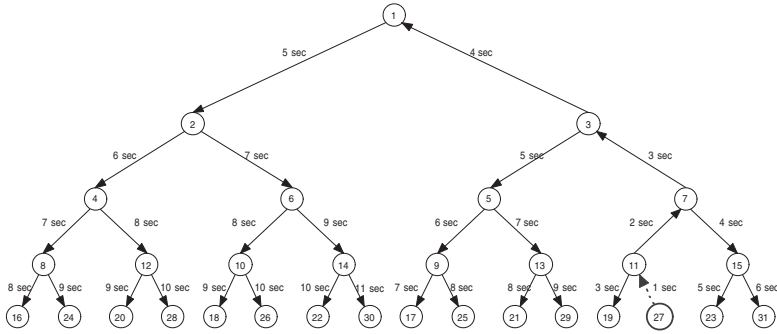 1
5 sec
4 sec
2
3
6 sec
7 sec
5 sec
3 sec
4
6
5
7
7 sec
8 sec
8 sec
9 sec
6 sec
7 sec
2 sec
4 sec
8
12
10
14
9
13
11
15
8 sec
9 sec
9 sec
10 sec
9 sec
10 sec
10 sec
11 sec
7 sec
8 sec
8 sec
9 sec
3 sec
1 sec
5 sec
6 sec
16
24
20
28
18
26
22
30
17
25
21
29
19
27
23
31